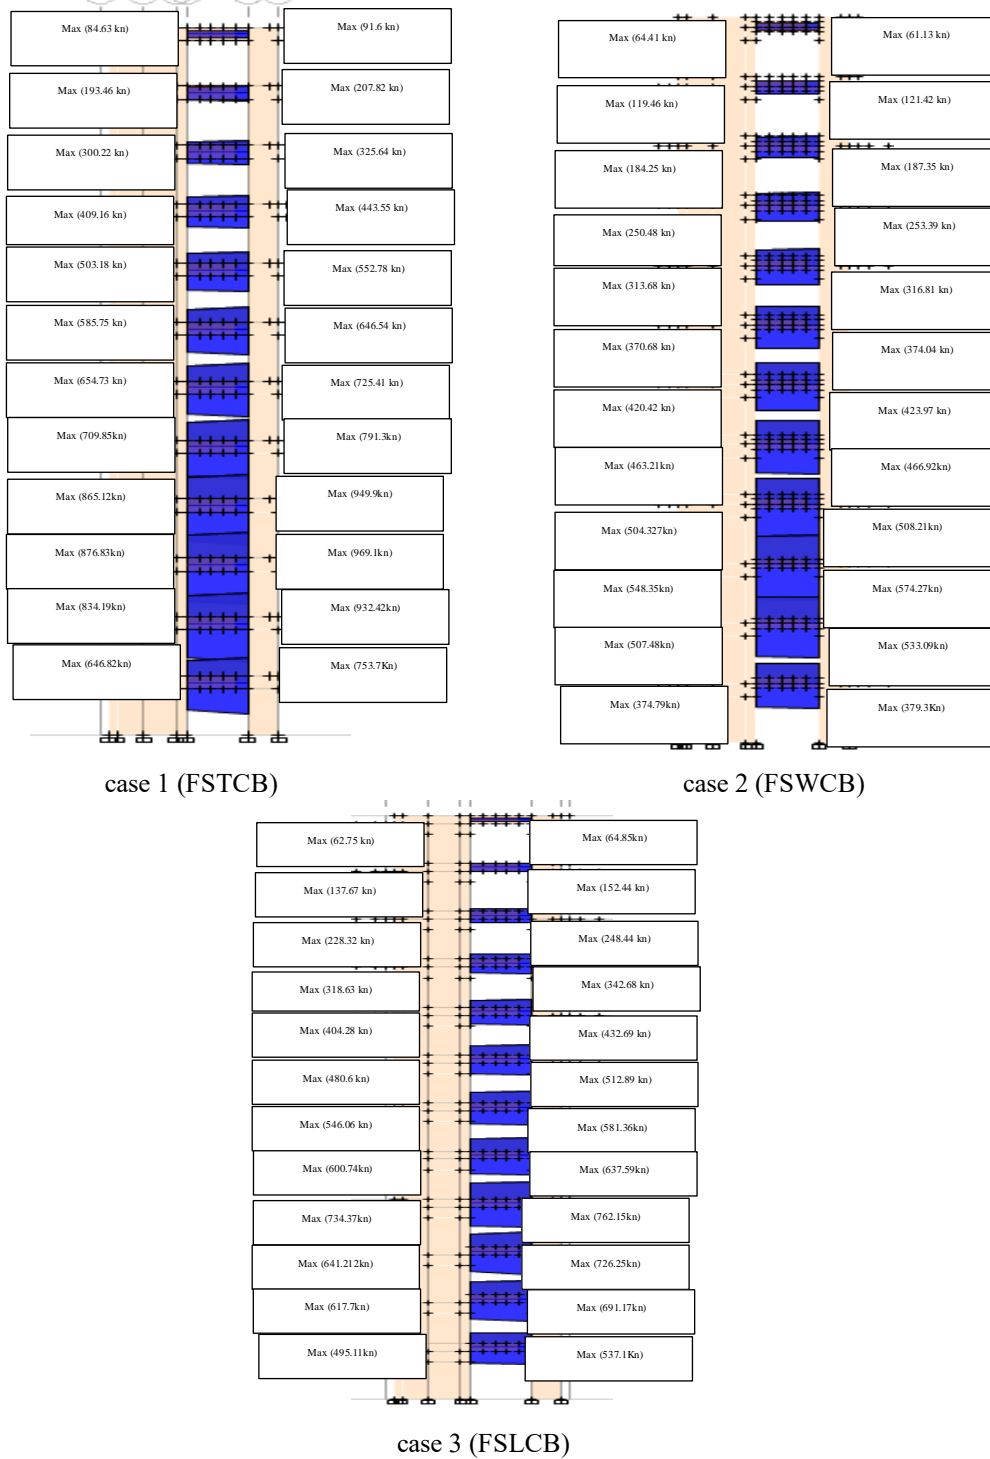 Max (84.63 kn)
Max (91.6 kn)
Max (193.46 kn)
Max (207.82 kn)
Max (300.22 kn)
Max (325.64 kn)
Max (409.16 kn)
Max (443.55 kn)
Max (503.18 kn)
Max (552.78 kn)
Max (585.75 kn)
Max (646.54 kn)
Max (654.73 kn)
Max (725.41 kn)
Max (709.85kn)
Max (791.3kn)
Max (865.12kn)
Max (949.9kn)
Max (876.83kn)
Max (969.1kn)
Max (834.19kn)
Max (932.42kn)
Max (646.82kn)
Max (753.7Kn)
case 1 (FSTCB)
Max (64.41 kn)
Max (61.13 kn)
Max (119.46 kn)
Max (121.42 kn)
Max (184.25 kn)
Max (187.35 kn)
Max (250.48 kn)
Max (253.39 kn)
Max (313.68 kn)
Max (316.81 kn)
Max (370.68 kn)
Max (374.04 kn)
Max (420.42 kn)
Max (423.97 kn)
Max (463.21kn)
Max (466.92kn)
Max (504.327kn)
Max (508.21kn)
Max (548.35kn)
Max (574.27kn)
Max (507.48kn)
Max (533.09kn)
Max (374.79kn)
Max (379.3Kn)
case 2 (FSWCB)
Max (62.75 kn)
Max (64.85kn)
Max (137.67 kn)
Max (152.44 kn)
Max (228.32 kn)
Max (248.44 kn)
Max (318.63 kn)
Max (342.68 kn)
Max (404.28 kn)
Max (432.69 kn)
Max (480.6 kn)
Max (512.89 kn)
Max (546.06 kn)
Max (581.36kn)
Max (600.74kn)
Max (637.59kn)
Max (734.37kn)
Max (762.15kn)
Max (641.212kn)
Max (726.25kn)
Max (617.7kn)
Max (691.17kn)
Max (495.11kn)
Max (537.1Kn)
case 3 (FSLCB)